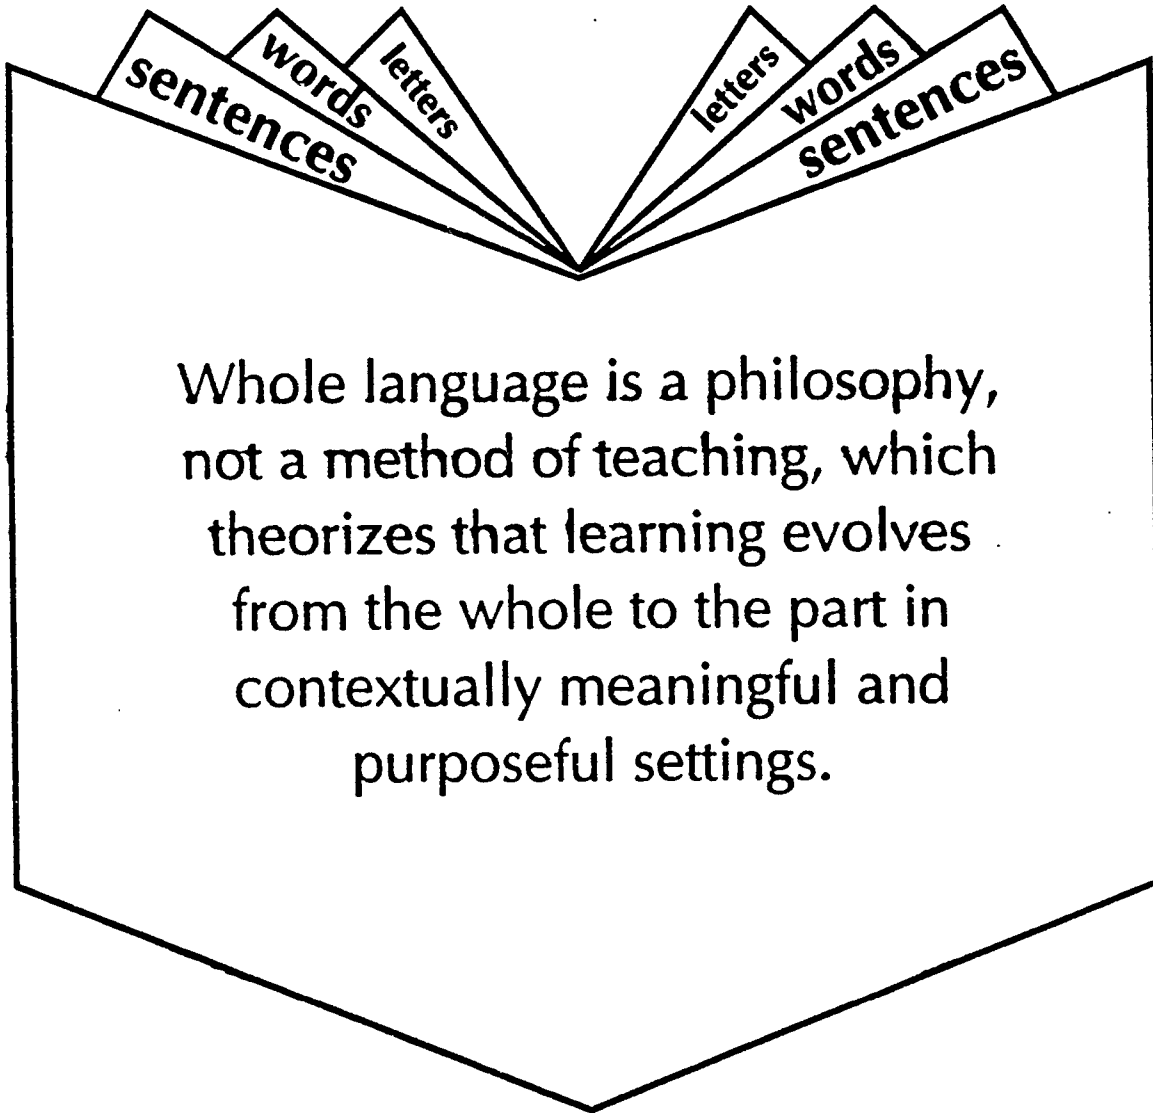 sentences
words
letters
letters
words
sentences
Whole language is a philosophy,
not a method of teaching, which
theorizes that learning evolves
from the whole to the part in
contextually meaningful and
purposeful settings.